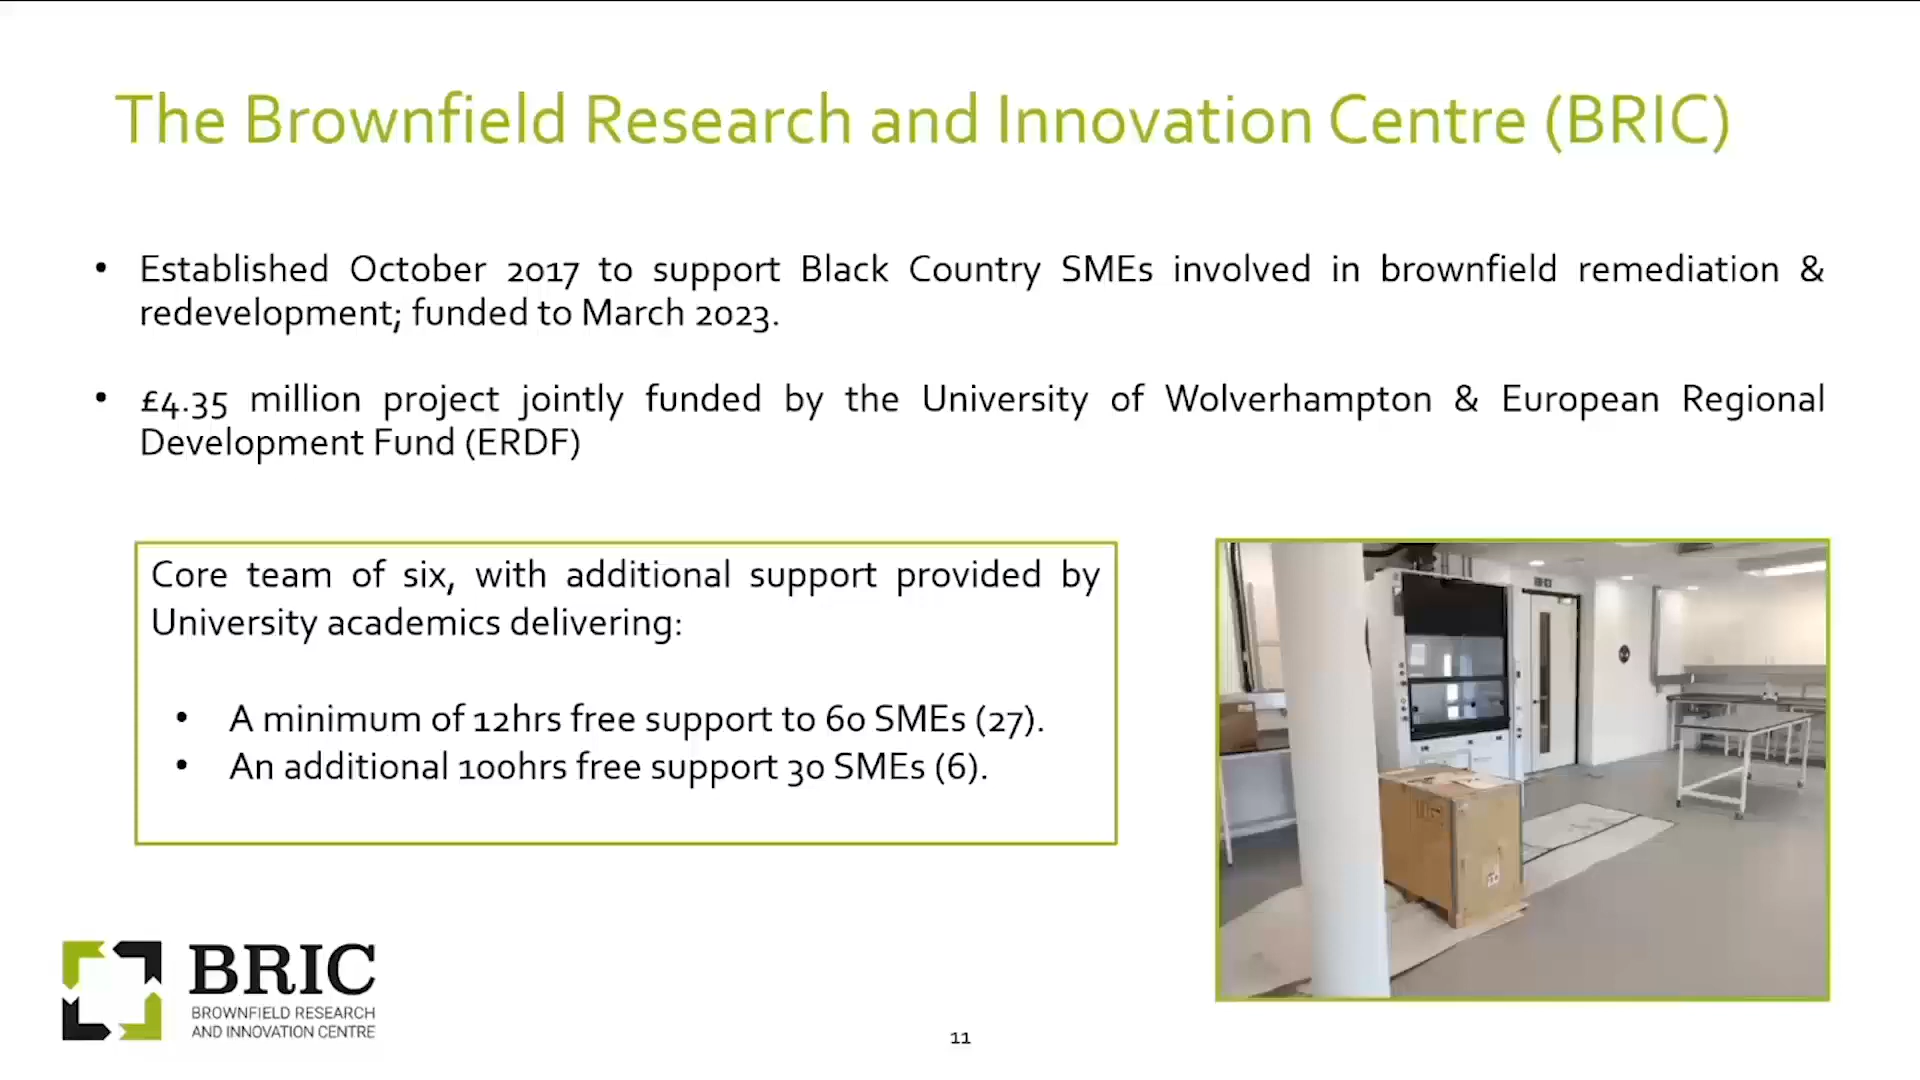 The Brownfield Research and Innovation Centre (BRIC)
• Established October 2017 to support Black Country SMEs involved in brownfield remediation &
redevelopment; funded to March 2023.
• £4.35 million project jointly funded by the University of Wolverhampton & European Regional
Development Fund (ERDF)
Core team of six, with additional support provided by
University academics delivering:
• A minimum of 12hrs free support to 60 SMEs (27).
• An additional 100hrs free support 30 SMEs (6).
BRIC
BROWNFIELD RESEARCH
AND INNOVATION CENTRE
11